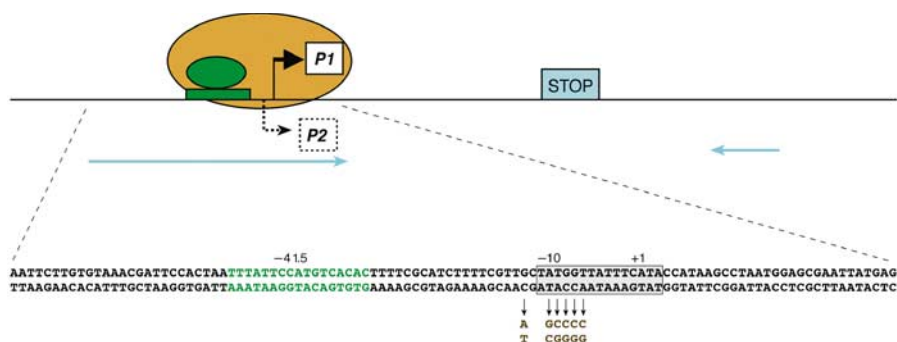 P1
STOP
P2
−41.5 −10 +1
AATTCTTGTGTAAACGATTCCACTAATTTATTCCATGTCACACTTTTCGCATCTTTTCGTTGCTATGGTTATTTCATACCATAAGCCTAATGGAGCGAATTATGAG
TTAAGAACACATTTGCTAAGGTGATTAAATAAGGTACAGTGTGAAAAGCGTAGAAAAGCAACGATACCAATAAAGTATGGTATTCGGATTACCTCGCTTAATACTC
A GCCCC
T CGGGG